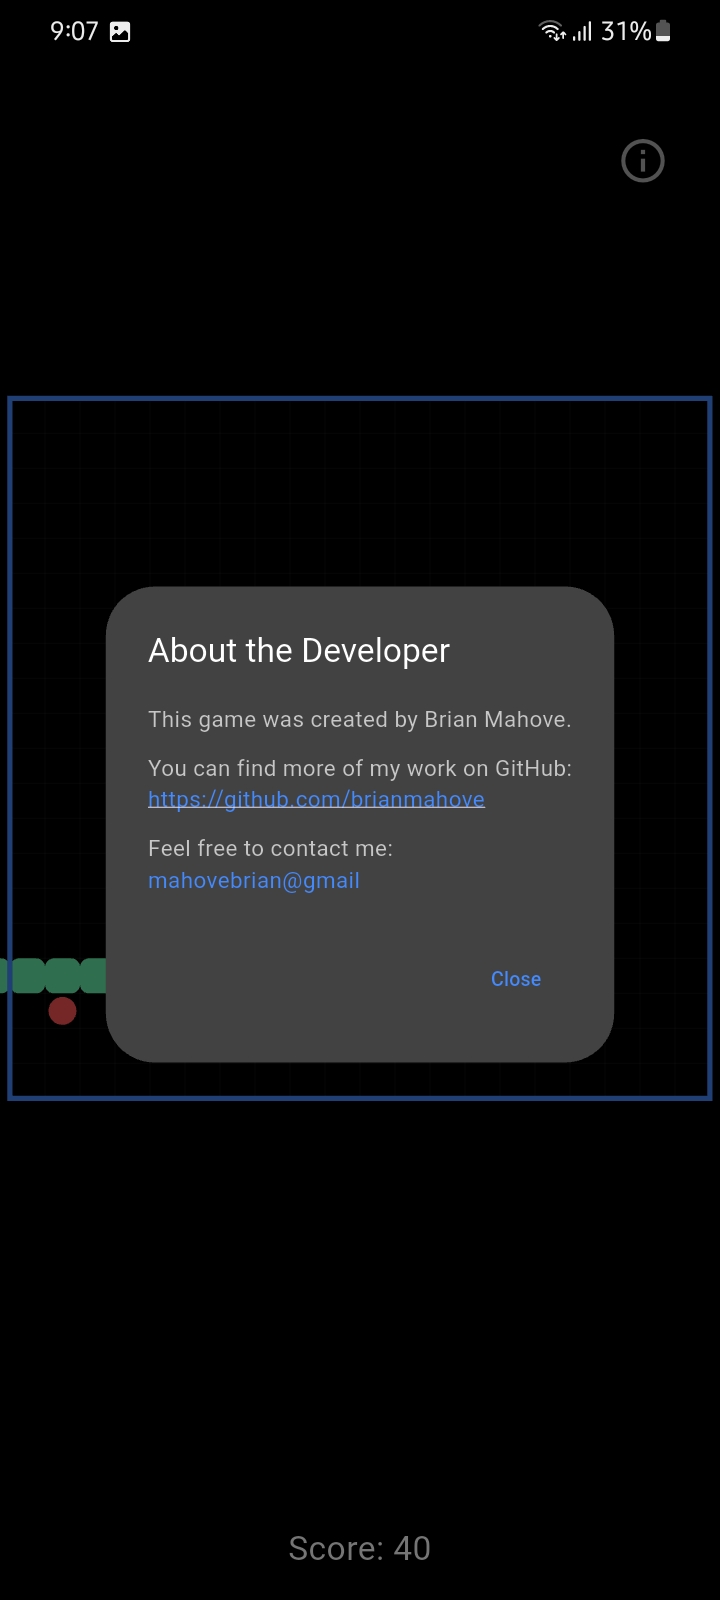 9:07
31%
About the Developer
This game was created by Brian Mahove.
You can find more of my work on GitHub:
https://github.com/brianmahove
Feel free to contact me:
mahovebrian@gmail
Close
Score: 40